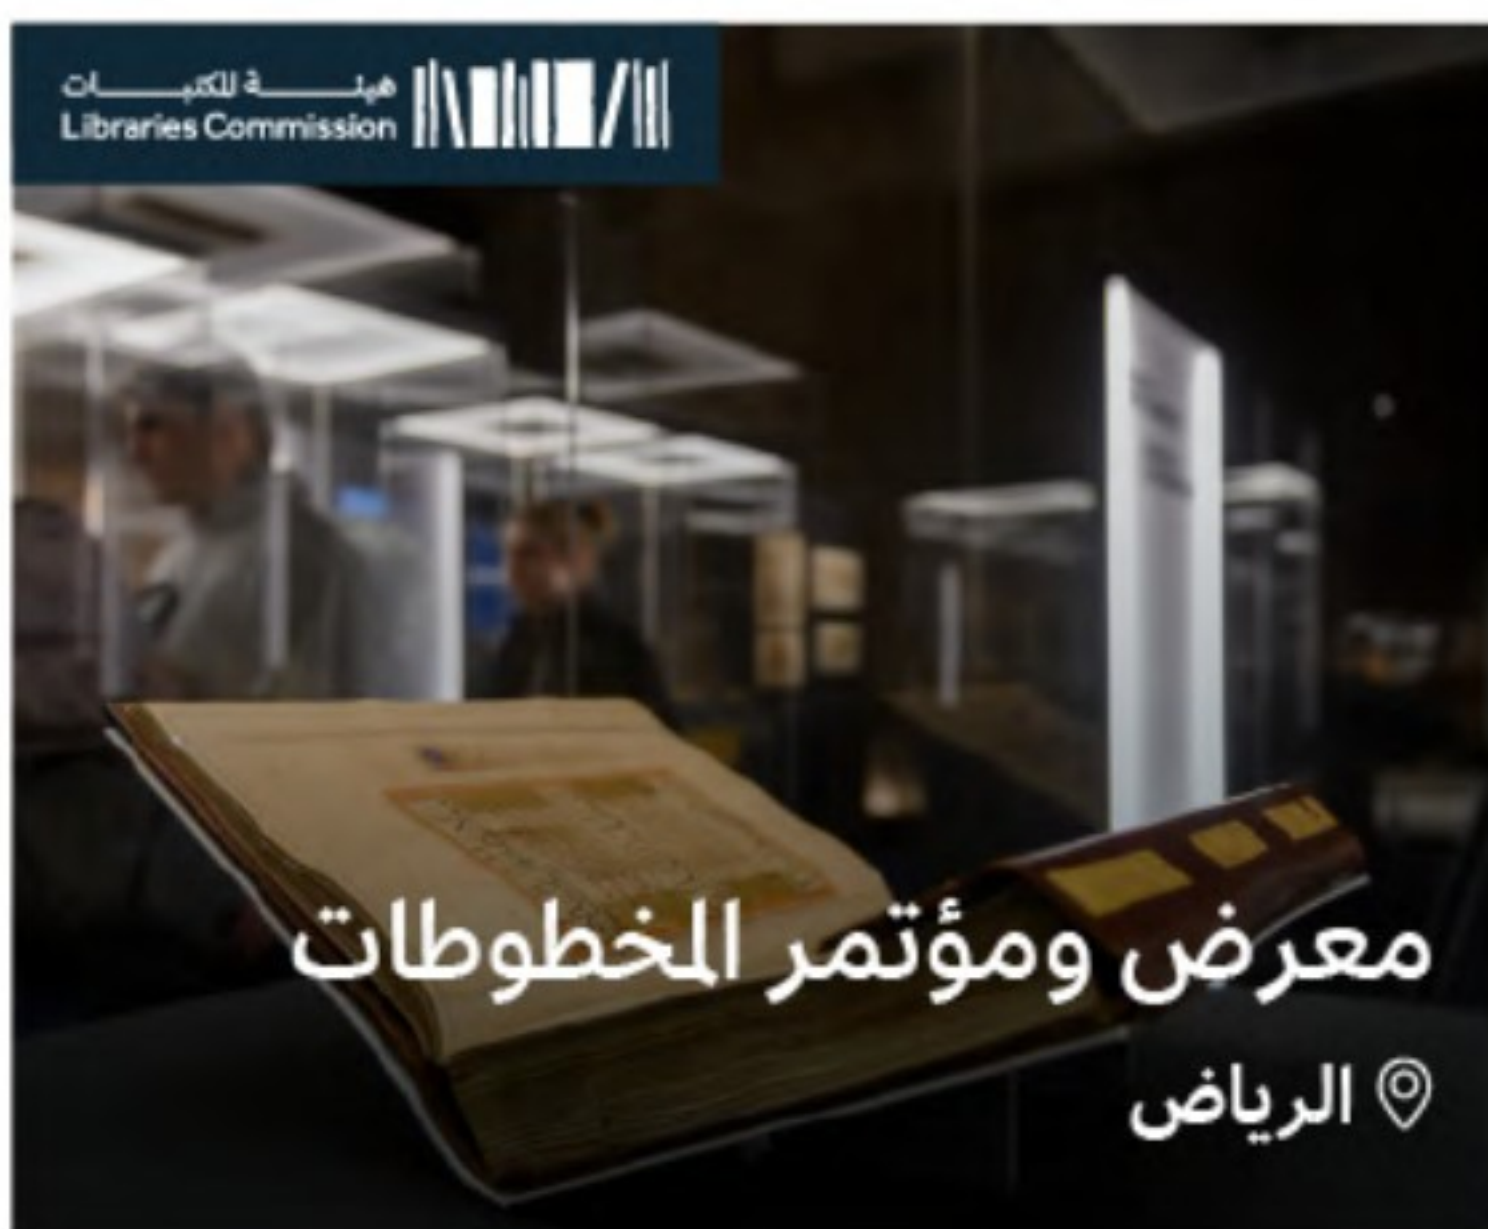 هيئة المكتبات
Libraries Commission
معرض ومؤتمر المخطوطات
الرياض